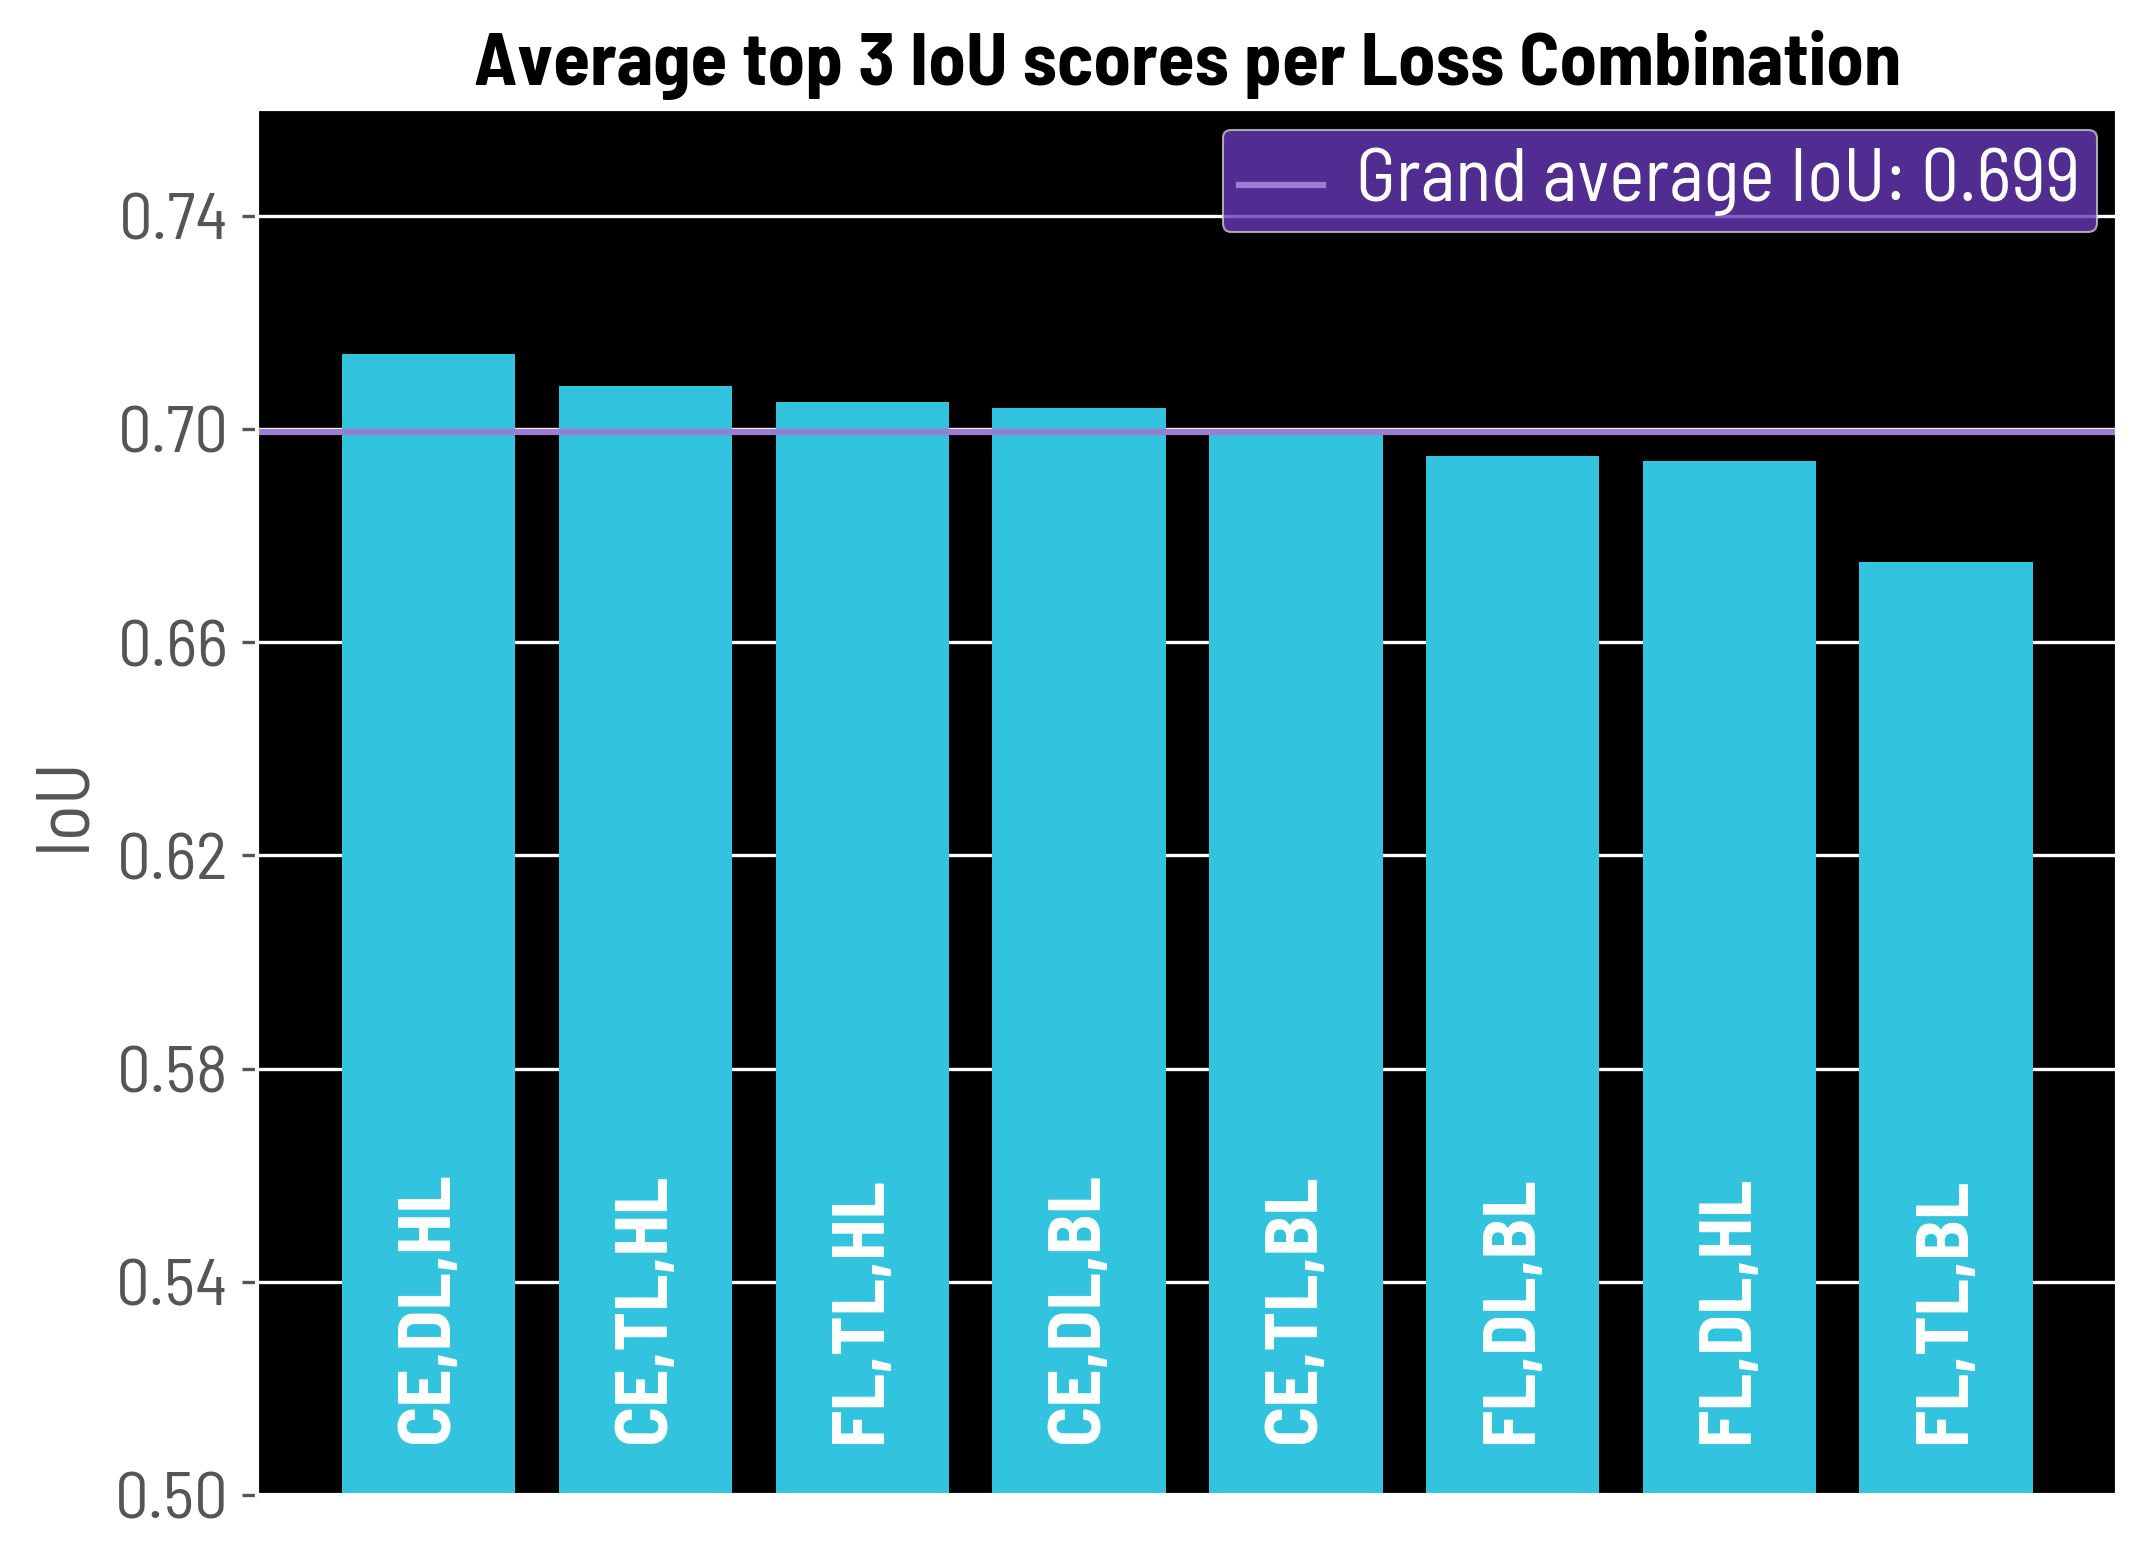 Average top 3 IoU scores per Loss Combination
Grand average IoU: 0.699
0.74
0.70
0.66
0.62
0.58
0.54
0.50
IoU
CE,DL,HL
CE,TL,HL
FL,TL,HL
CE,DL,BL
CE,TL,BL
FL,DL,BL
FL,DL,HL
FL,TL,BL